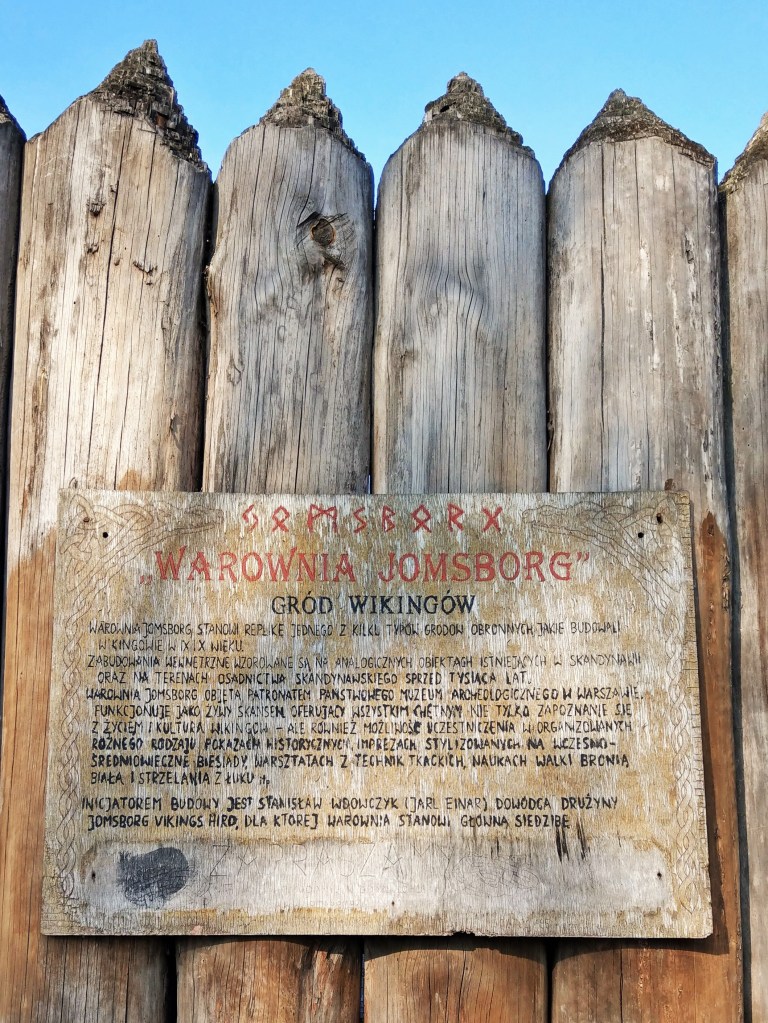 ᛃᛟᛗᛊᛒᛟᚱᚷ
„WAROWNIA JOMSBORG”
GRÓD WIKINGÓW
WAROWNIA JOMSBORG, STANOWI REPLIKĘ JEDNEGO Z KILKU TYPÓW GRODÓW OBRONNYCH, JAKIE BUDOWALI
WIKINGOWIE W IX I X WIEKU.
ZABUDOWANIA WEWNĘTRZNE WZOROWANE SĄ NA ANALOGICZNYCH OBIEKTACH ISTNIEJĄCYCH W SKANDYNAWII
ORAZ NA TERENACH OSADNICTWA SKANDYNAWSKIEGO SPRZED TYSIĄCA LAT.
WAROWNIA JOMSBORG OBJĘTA PATRONATEM PAŃSTWOWEGO MUZEUM ARCHEOLOGICZNEGO W WARSZAWIE,
FUNKCJONUJE JAKO ŻYWY SKANSEN, OFERUJĄCY WSZYSTKIM CHĘTNYM NIE TYLKO ZAPOZNANIE SIĘ
Z ŻYCIEM I KULTURĄ WIKINGÓW – ALE RÓWNIEŻ MOŻLIWOŚĆ UCZESTNICZENIA W ORGANIZOWANYCH
RÓŻNEGO RODZAJU POKAZACH HISTORYCZNYCH, IMPREZACH STYLIZOWANYCH NA WCZESNO-
ŚREDNIOWIECZNE BIESIADY, WARSZTATACH Z TECHNIK TKACKICH, NAUKACH WALKI BRONIĄ
BIAŁĄ I STRZELANIA Z ŁUKU ITP.
INICJATOREM BUDOWY JEST STANISŁAW WDOWCZYK (JARL EINAR), DOWÓDCA DRUŻYNY
JOMSBORG VIKINGS HIRD, DLA KTÓREJ WAROWNIA STANOWI GŁÓWNĄ SIEDZIBĘ